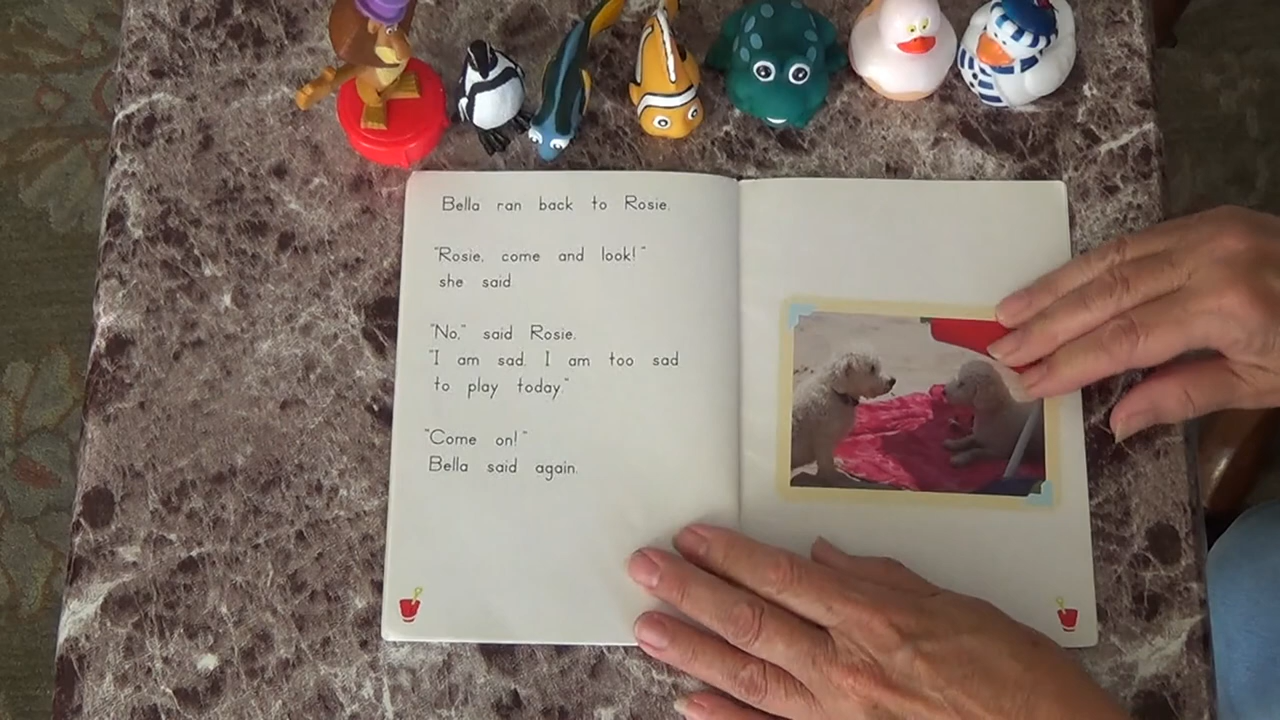 Bella ran back to Rosie.
"Rosie, come and look!"
she said.
"No," said Rosie.
"I am sad. I am too sad
to play today."
"Come on!"
Bella said again.